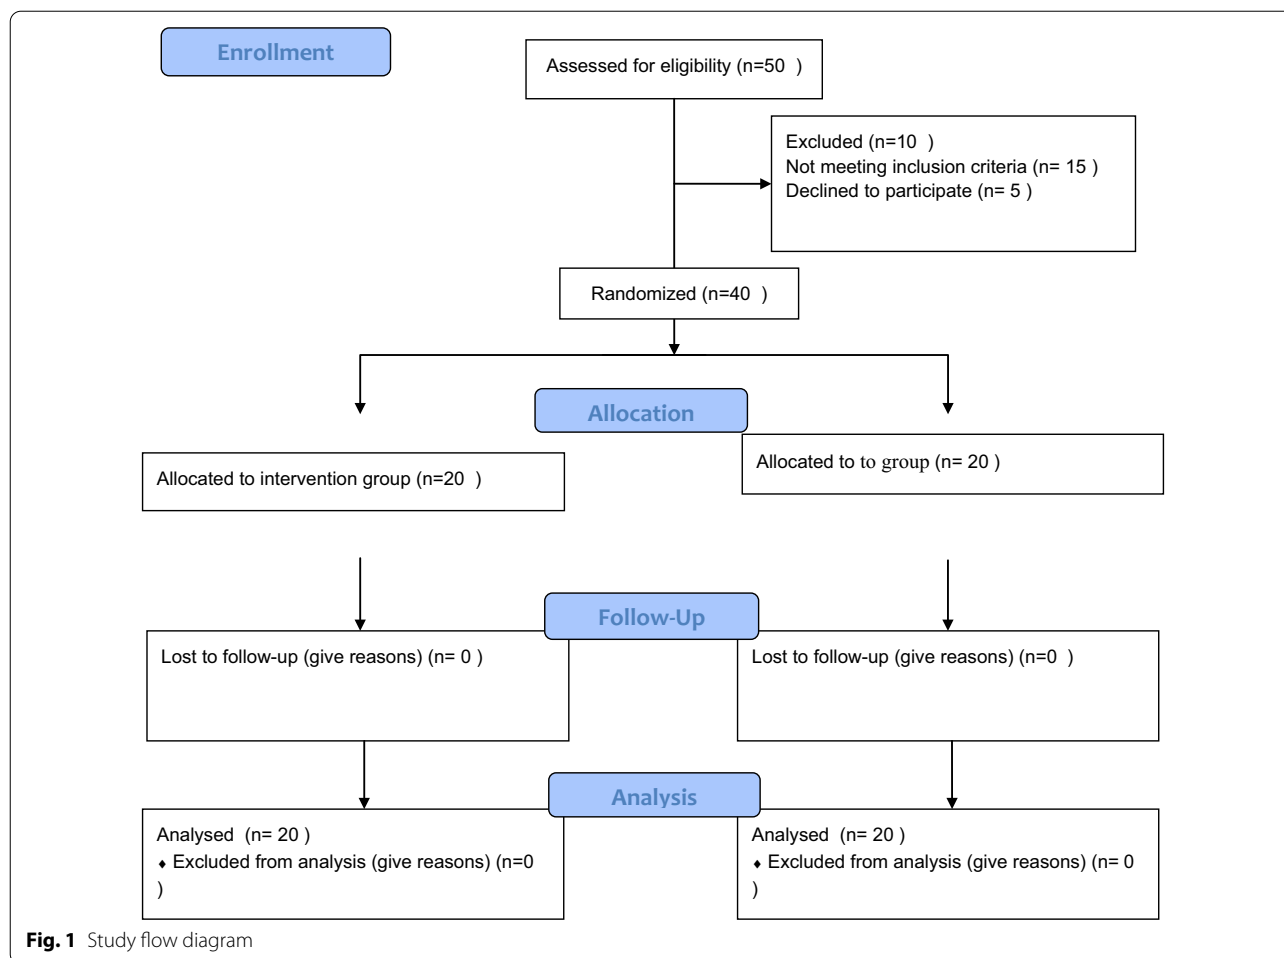 Enrollment
Assessed for eligibility (n=50  )
Excluded (n=10  )
Not meeting inclusion criteria (n= 15 )
Declined to participate (n= 5 )
Randomized (n=40  )
Allocation
Allocated to intervention group (n=20  )
Allocated to to group (n= 20 )
Follow-Up
Lost to follow-up (give reasons) (n= 0 )
Lost to follow-up (give reasons) (n=0  )
Analysis
Analysed  (n= 20 )
♦ Excluded from analysis (give reasons) (n=0
)
Analysed  (n= 20 )
♦ Excluded from analysis (give reasons) (n= 0
)
Fig. 1  Study flow diagram